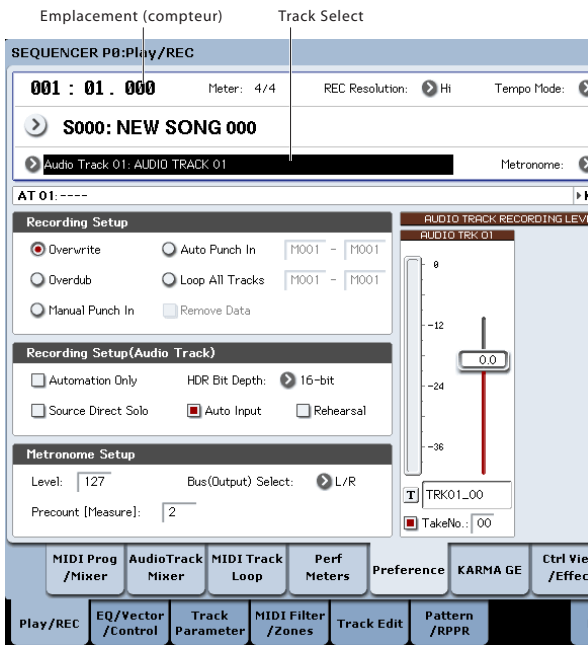 Emplacement (compteur) Track Select
SEQUENCER P0:Play/REC
001 : 01 . 000 Meter: 4/4 REC Resolution: Hi Tempo Mode:
S000: NEW SONG 000
Audio Track 01: AUDIO TRACK 01 Metronome:
AT 01:----
Recording Setup AUDIO TRACK RECORDING LEVE
Overwrite Auto Punch In M001 - M001 AUDIO TRK 01
Overdub Loop All Tracks M001 - M001 0
Manual Punch In Remove Data -12
Recording Setup(Audio Track)
Automation Only HDR Bit Depth: 16-bit 0.0
Source Direct Solo Auto Input Rehearsal -24
Metronome Setup -36
Level: 127 Bus(Output) Select: L/R
T TRK01_00
Precount [Measure]: 2 TakeNo.: 00
MIDI Prog /Mixer AudioTrack Mixer MIDI Track Loop Perf Meters Preference KARMA GE Ctrl Vie /Effec
Play/REC EQ/Vector /Control Track Parameter MIDI Filter /Zones Track Edit Pattern /RPPR